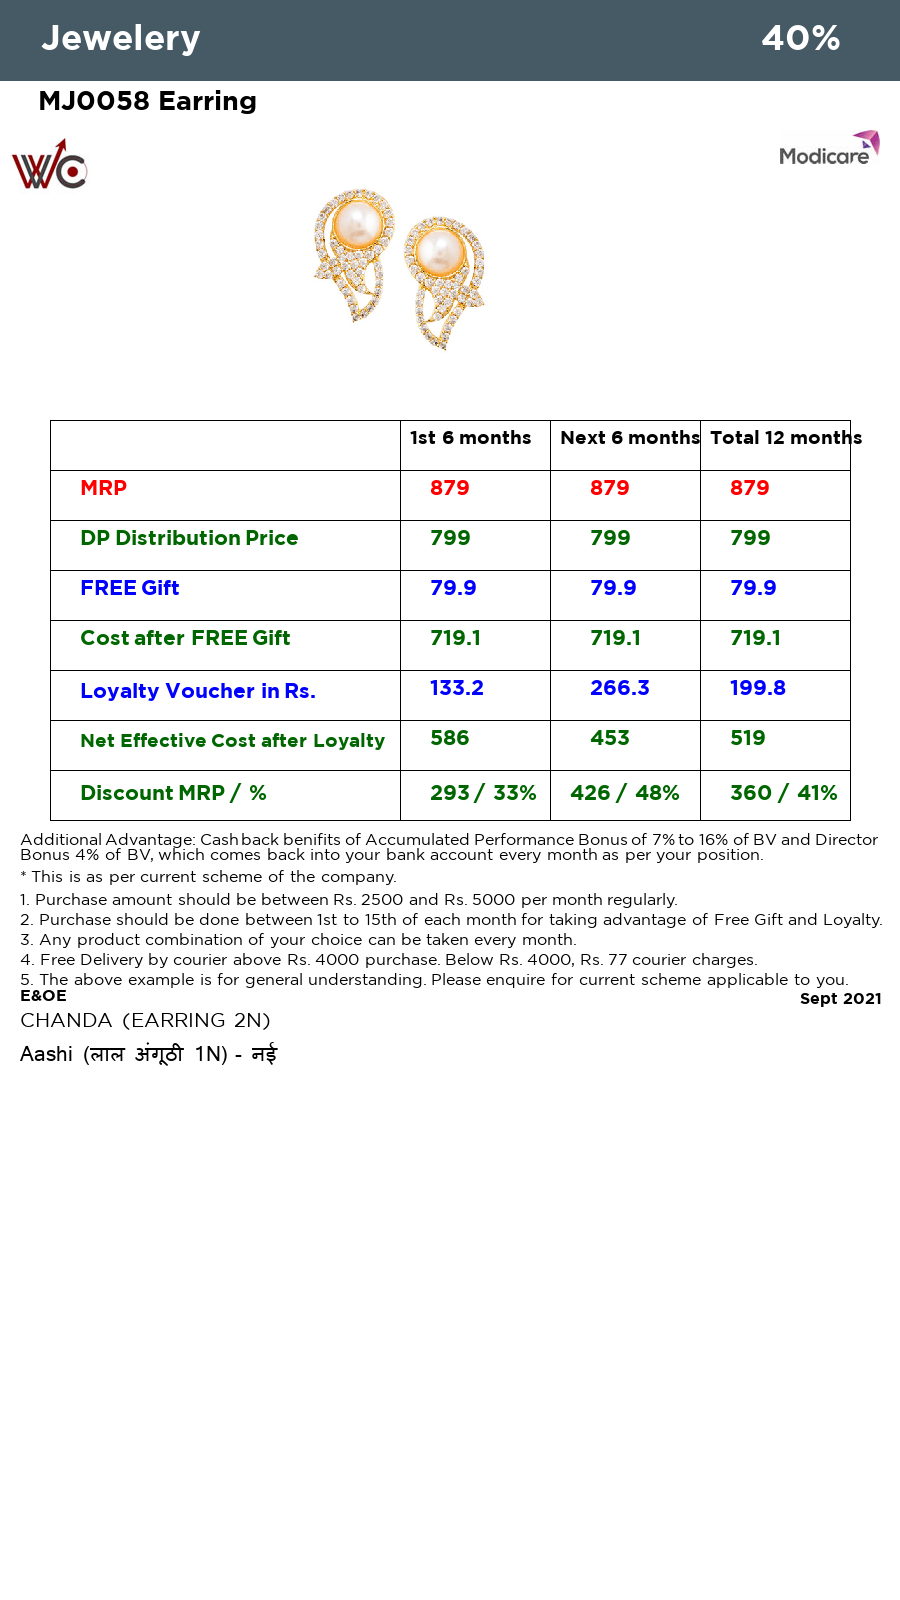 Jewelery 40%
MJ0058 Earring
WC
Modicare
1st 6 months Next 6 months Total 12 months
MRP 879 879 879
DP Distribution Price 799 799 799
FREE Gift 79.9 79.9 79.9
Cost after FREE Gift 719.1 719.1 719.1
Loyalty Voucher in Rs. 133.2 266.3 199.8
Net Effective Cost after Loyalty 586 453 519
Discount MRP / % 293 / 33% 426 / 48% 360 / 41%
Additional Advantage: Cash back benifits of Accumulated Performance Bonus of 7% to 16% of BV and Director
Bonus 4% of BV, which comes back into your bank account every month as per your position.
* This is as per current scheme of the company.
1. Purchase amount should be between Rs. 2500 and Rs. 5000 per month regularly.
2. Purchase should be done between 1st to 15th of each month for taking advantage of Free Gift and Loyalty.
3. Any product combination of your choice can be taken every month.
4. Free Delivery by courier above Rs. 4000 purchase. Below Rs. 4000, Rs. 77 courier charges.
5. The above example is for general understanding. Please enquire for current scheme applicable to you.
E&OE Sept 2021
CHANDA (EARRING 2N)
Aashi (लाल अंगूठी 1N) - नई